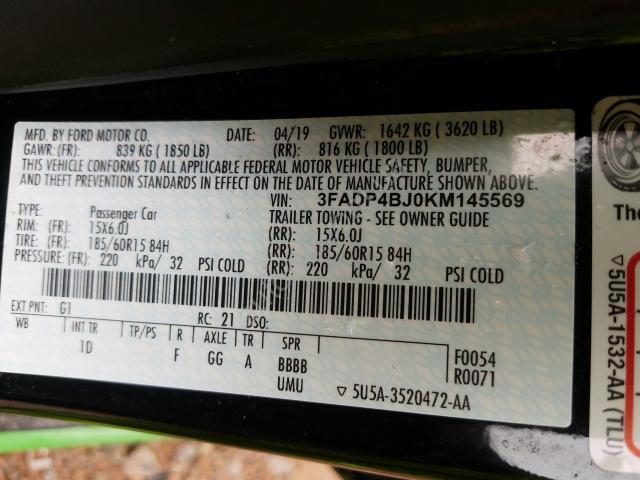 MFD. BY FORD MOTOR CO. DATE: 04/19 GVWR: 1642 KG ( 3620 LB)
GAWR: (FR): 839 KG ( 1850 LB) (RR): 816 KG ( 1800 LB)
THIS VEHICLE CONFORMS TO ALL APPLICABLE FEDERAL MOTOR VEHICLE SAFETY, BUMPER,
AND THEFT PREVENTION STANDARDS IN EFFECT ON THE DATE OF MANUFACTURE SHOWN ABOVE.
VIN: 3FADP4BJ0KM145569
TYPE: Passenger Car TRAILER TOWING - SEE OWNER GUIDE
RIM: (FR): 15X6.0J (RR): 15X6.0J
TIRE: (FR): 185/60R15 84H (RR): 185/60R15 84H
PRESSURE: (FR): 220 kPa/ 32 PSI COLD (RR): 220 kPa/ 32 PSI COLD
EXT PNT: G1 RC: 21 DSO:
WB INT TR TP/PS R AXLE TR SPR
1D F GG A BBBB F0054
UMU R0071
▽ 5U5A-3520472-AA
▽ 5U5A-1532-AA (TLU)